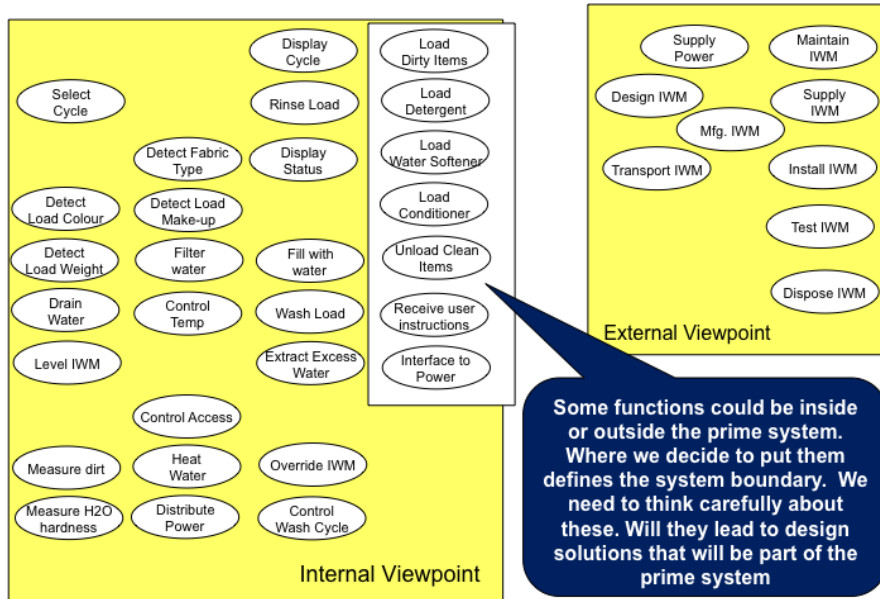 Display
Cycle
Load
Dirty Items
Select
Cycle
Rinse Load
Load
Detergent
Detect Fabric
Type
Display
Status
Load
Water Softener
Detect
Load Colour
Detect Load
Make-up
Load
Conditioner
Detect
Load Weight
Filter
water
Fill with
water
Unload Clean
Items
Drain
Water
Control
Temp
Wash Load
Receive user
instructions
Level IWM
Extract Excess
Water
Interface to
Power
Control Access
Measure dirt
Heat
Water
Override IWM
Measure H2O
hardness
Distribute
Power
Control
Wash Cycle
Internal Viewpoint
Supply
Power
Maintain
IWM
Design IWM
Supply
IWM
Mfg. IWM
Transport IWM
Install IWM
Test IWM
Dispose IWM
External Viewpoint
Some functions could be inside
or outside the prime system.
Where we decide to put them
defines the system boundary. We
need to think carefully about
these. Will they lead to design
solutions that will be part of the
prime system